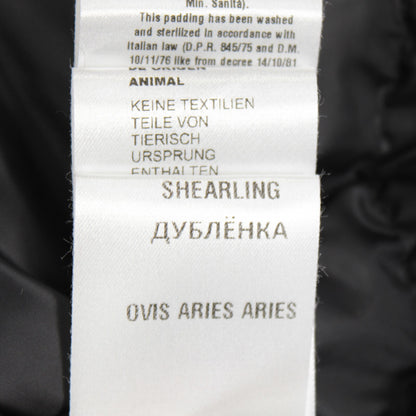 Min. Sanità).
This padding has been washed
and sterilized in accordance with
Italian law (D.P.R. 845/75 and D.M.
10/11/76 like from decree 14/10/81
DE ORIGEN
ANIMAL
KEINE TEXTILIEN
TEILE VON
TIERISCH
URSPRUNG
ENTHALTEN
SHEARLING
ДУБЛЁНКА
OVIS ARIES ARIES